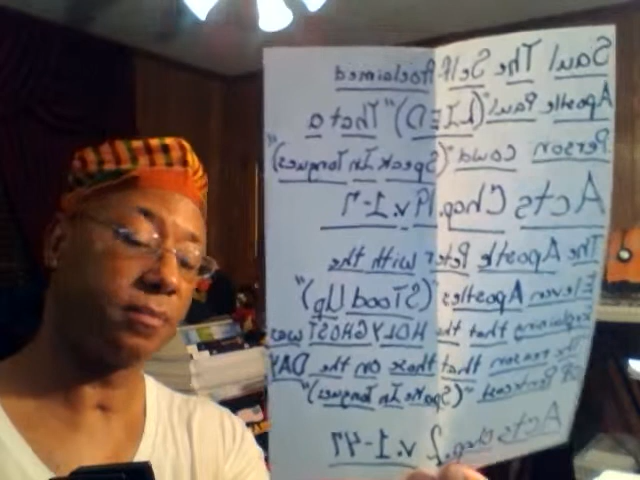 Saul The Self-Proclaimed
Apostle Paul "(LIED)" "That a
Person could "(Speak In Tongues)"
Acts Chap. 19 v. 1-7
The Apostle Peter with the
Eleven Apostles "(STood Up)"
Explaining that the HOLY GHOST was
The reason that those on the DAY
OF Pentecost "(Spoke In Tongues)"
Acts Chap. 2 v. 1-47